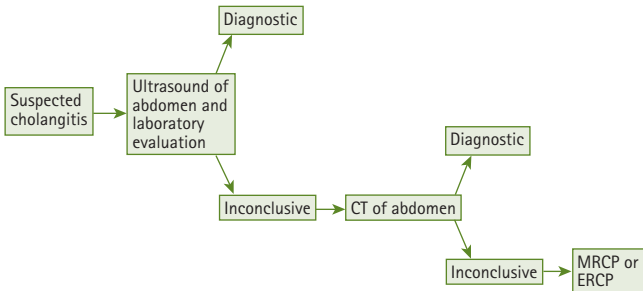 Diagnostic
Suspected
cholangitis
Ultrasound of
abdomen and
laboratory
evaluation
Diagnostic
Inconclusive
CT of abdomen
Inconclusive
MRCP or
ERCP